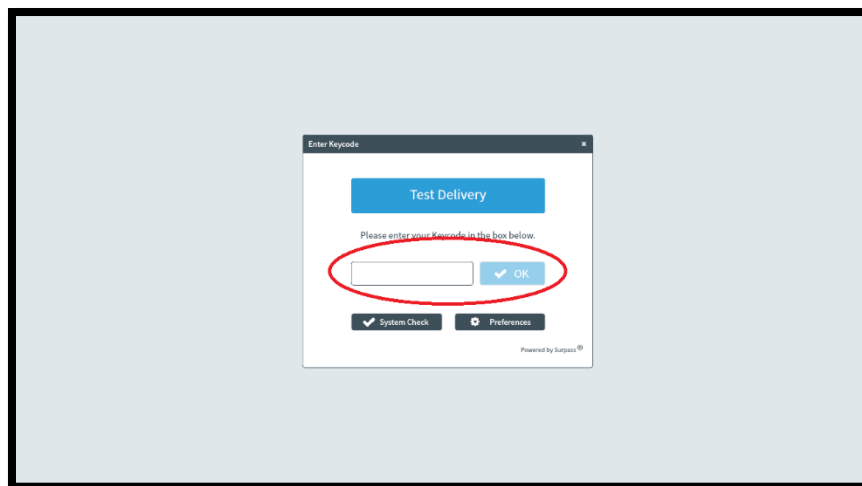 Enter Keycode
Test Delivery
Please enter your Keycode in the box below.
OK
System Check Preferences
Powered by Surpass